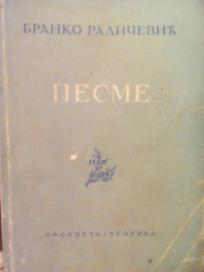 БРАНКО РАДИЧЕВИЋ
ПЕСМЕ
ПРОСВЕТА · БЕОГРАД